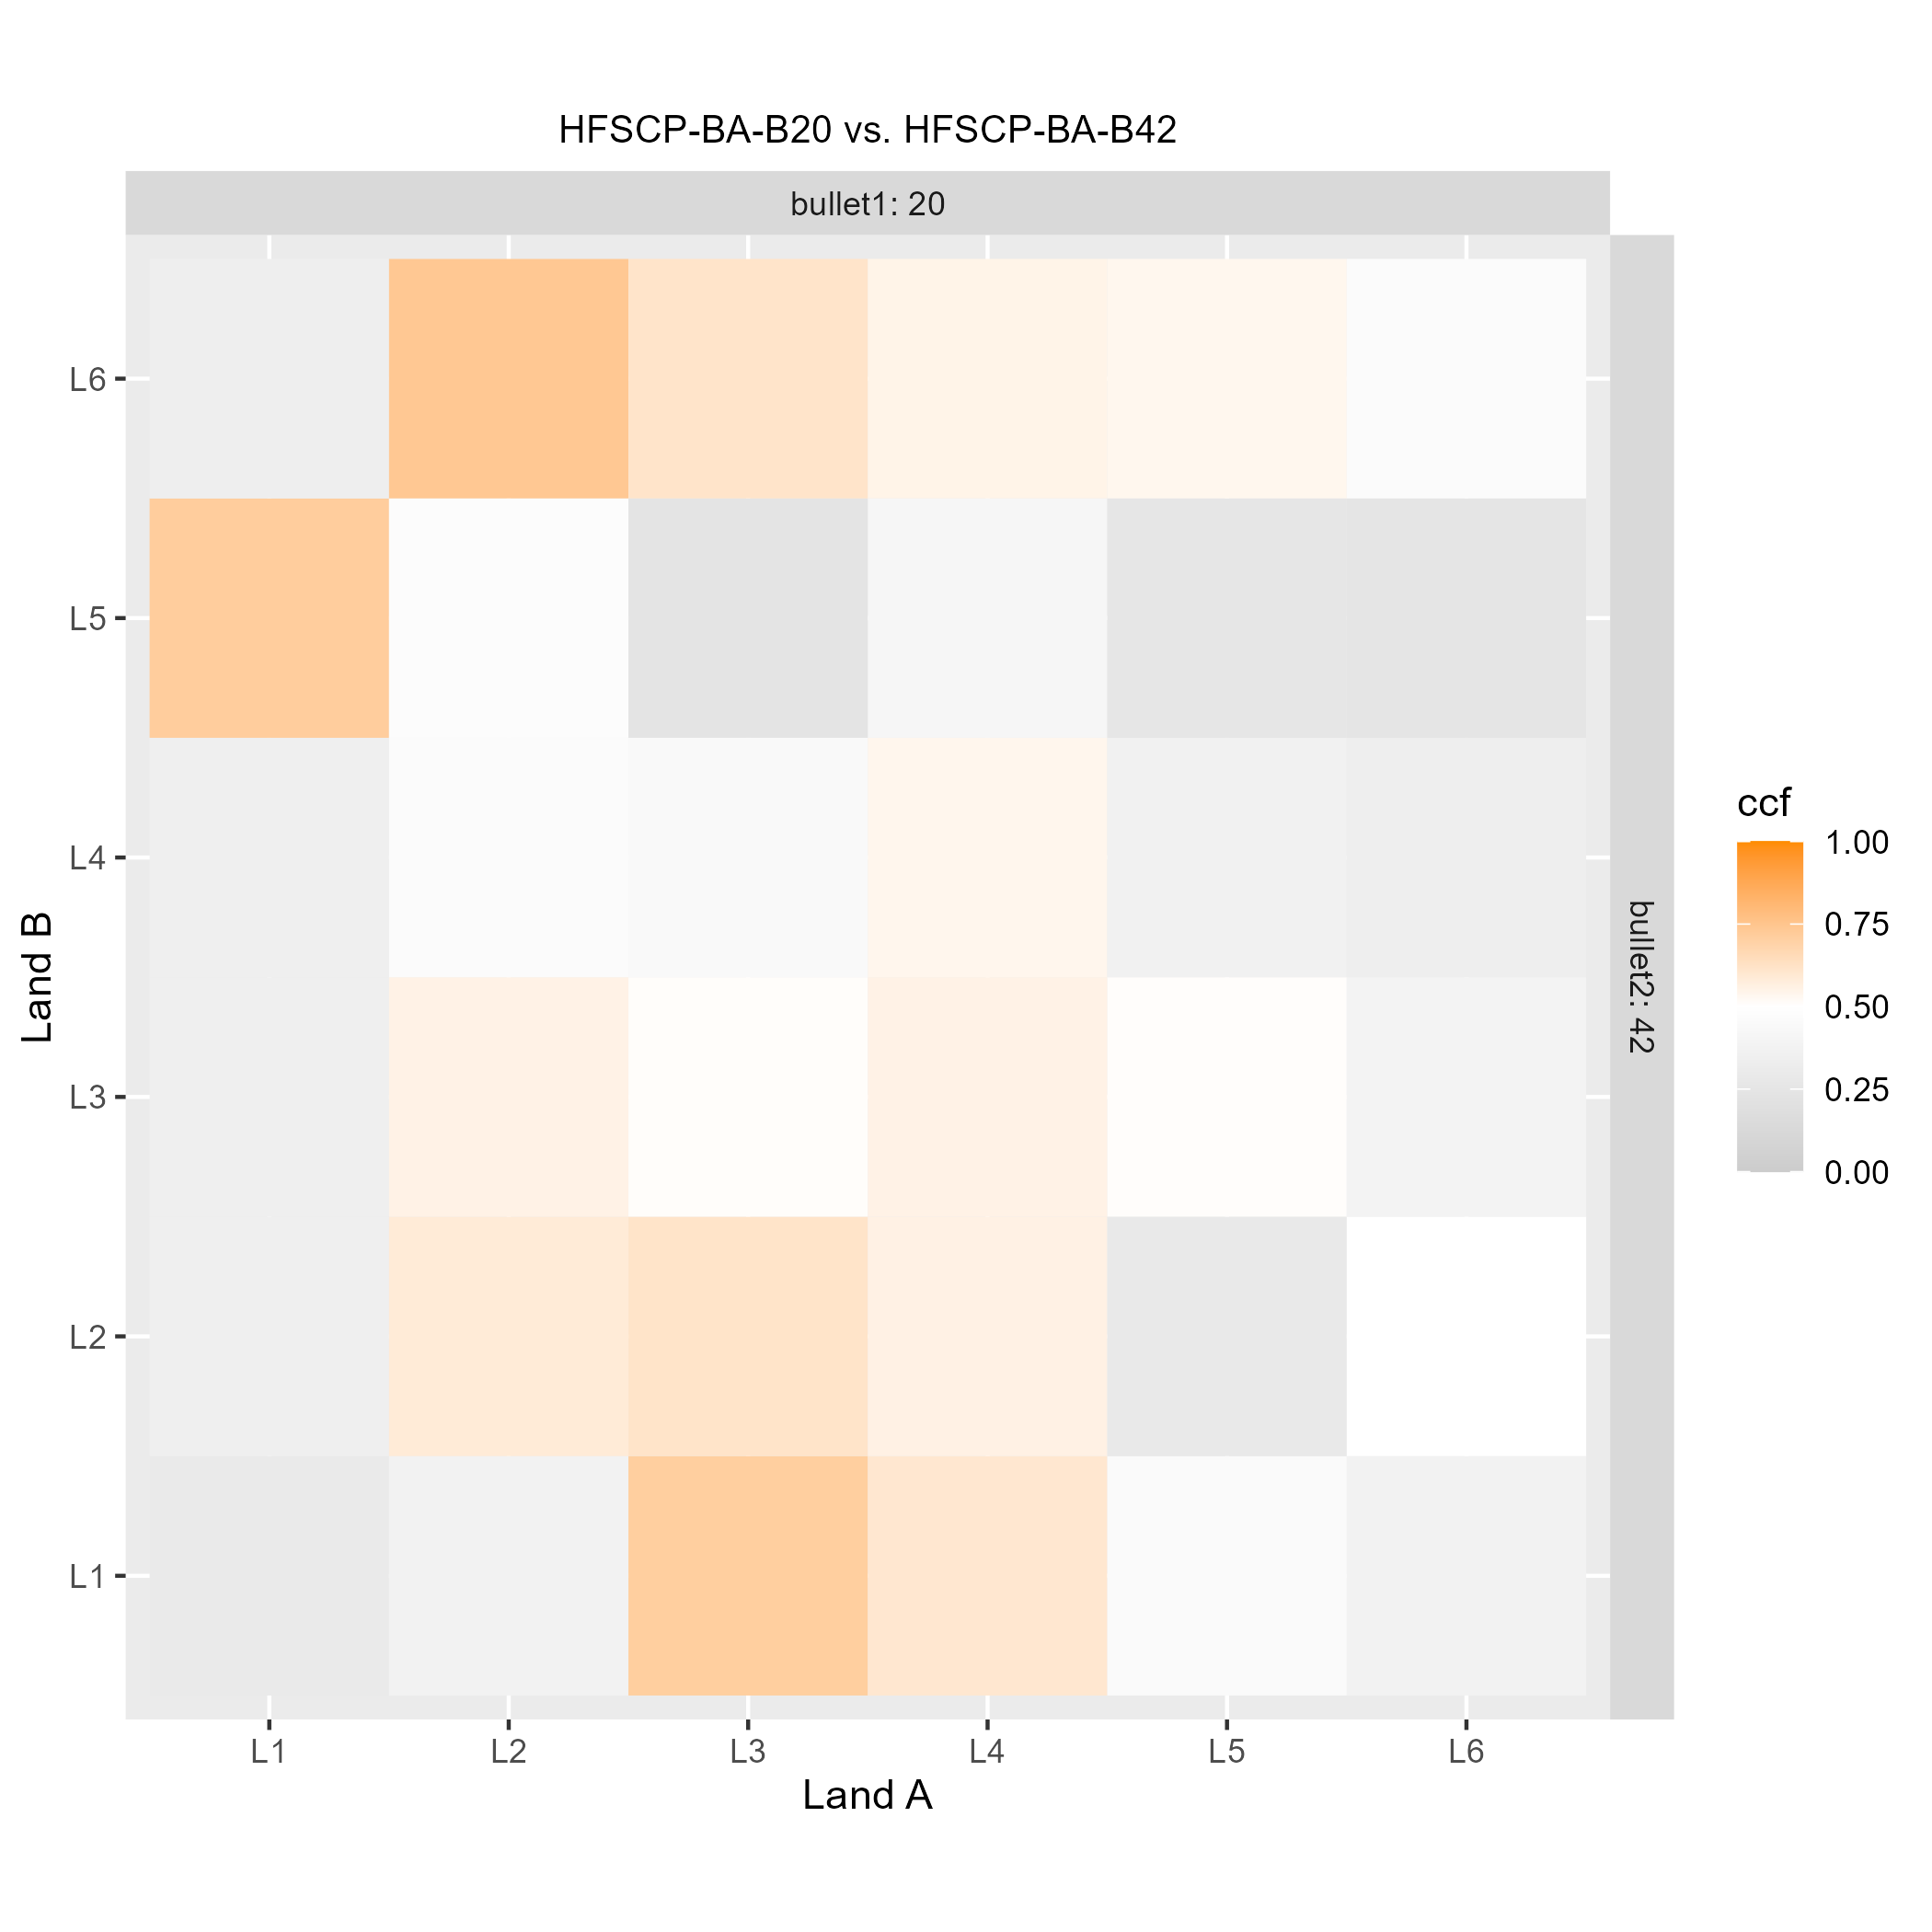 HFSCP-BA-B20 vs. HFSCP-BA-B42
bullet1: 20
L6
L5
L4
L3
L2
L1
Land B
bullet2: 42
L1 L2 L3 L4 L5 L6
Land A
ccf
1.00
0.75
0.50
0.25
0.00